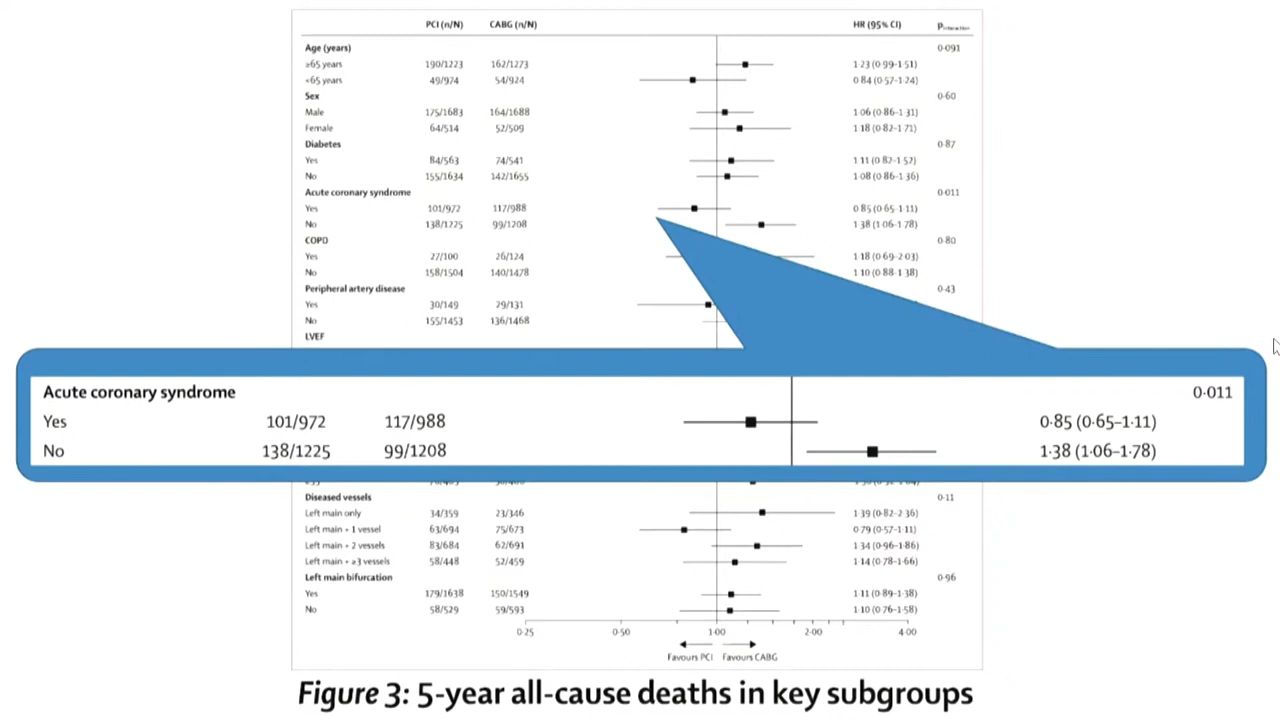 PCI (n/N) CABG (n/N) HR (95% CI) Pinteraction
Age (years) 0·091
≥65 years 190/1223 162/1273 1·23 (0·99–1·51)
<65 years 49/974 54/924 0·84 (0·57–1·24)
Sex 0·60
Male 175/1683 164/1688 1·06 (0·86–1·31)
Female 64/514 52/509 1·18 (0·82–1·71)
Diabetes 0·87
Yes 84/563 74/541 1·11 (0·82–1·52)
No 155/1634 142/1655 1·08 (0·86–1·36)
Acute coronary syndrome 0·011
Yes 101/972 117/988 0·85 (0·65–1·11)
No 138/1225 99/1208 1·38 (1·06–1·78)
COPD 0·80
Yes 27/100 26/124 1·18 (0·69–2·03)
No 158/1504 140/1478 1·10 (0·88–1·38)
Peripheral artery disease 0·43
Yes 30/149 29/131
No 155/1453 136/1468
LVEF
Acute coronary syndrome 0·011
Yes 101/972 117/988 0·85 (0·65–1·11)
No 138/1225 99/1208 1·38 (1·06–1·78)
Diseased vessels 0·11
Left main only 34/359 23/346 1·39 (0·82–2·36)
Left main + 1 vessel 63/694 75/673 0·79 (0·57–1·11)
Left main + 2 vessels 83/684 62/691 1·34 (0·96–1·86)
Left main + ≥3 vessels 58/448 52/459 1·14 (0·78–1·66)
Left main bifurcation 0·96
Yes 179/1638 150/1549 1·11 (0·89–1·38)
No 58/529 59/593 1·10 (0·76–1·58)
0·25 0·50 1·00 2·00 4·00
Favours PCI Favours CABG
Figure 3: 5-year all-cause deaths in key subgroups